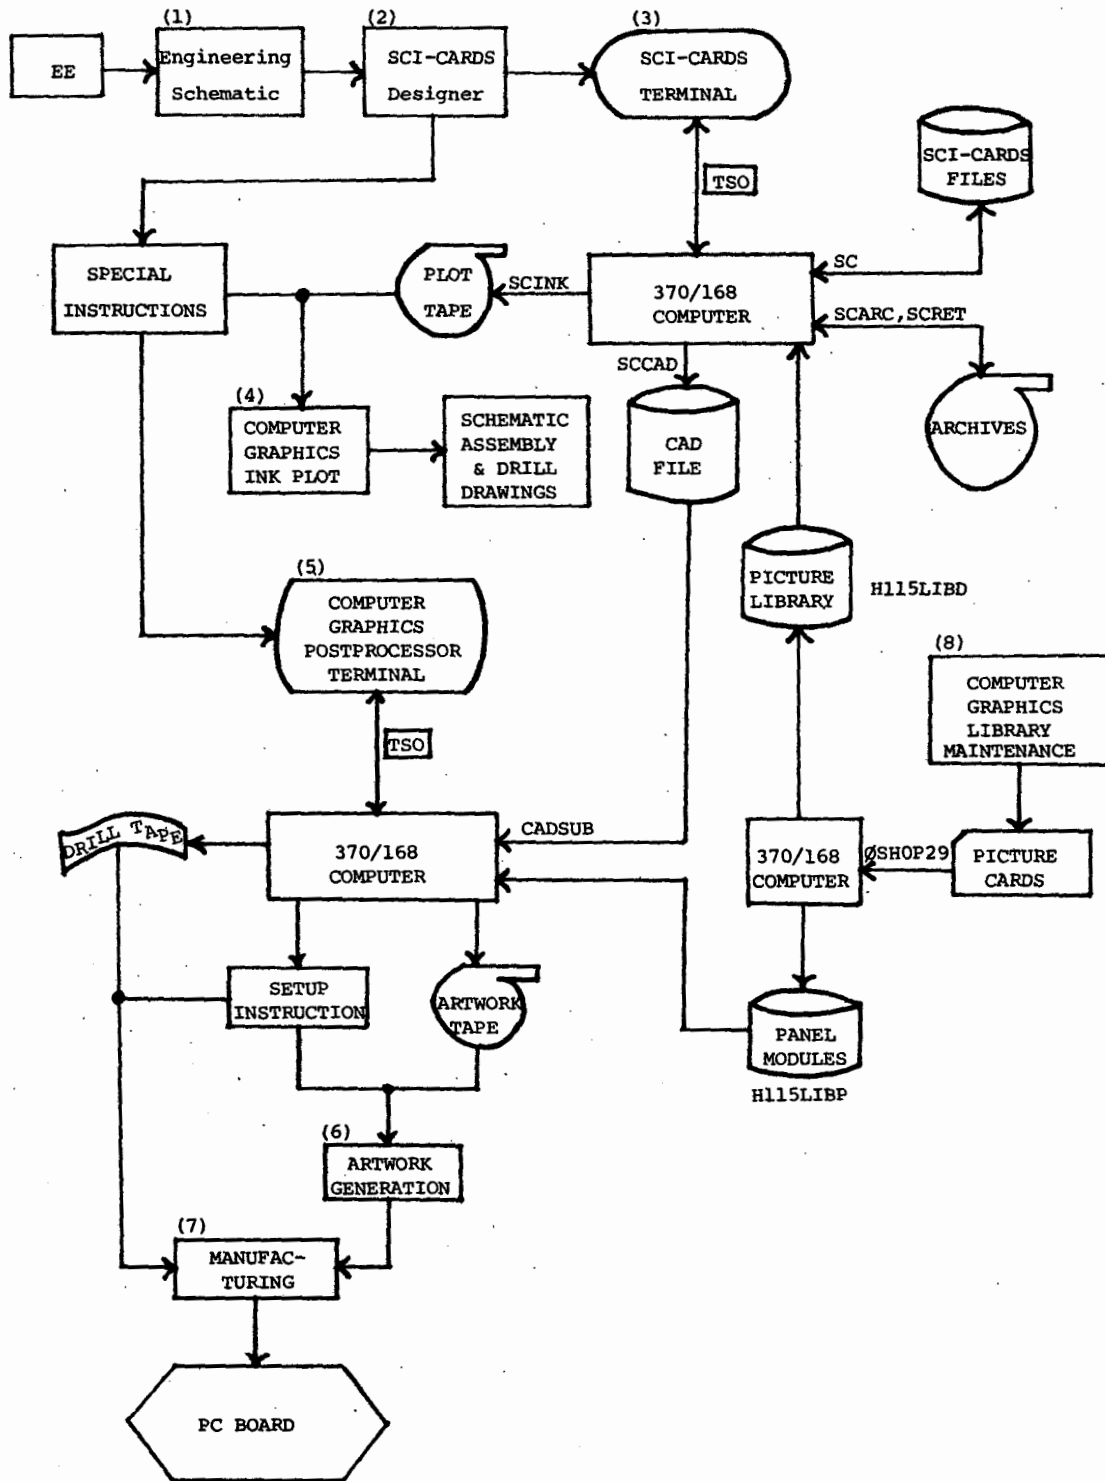 (1)
(2)
(3)
EE
Engineering
Schematic
SCI-CARDS
Designer
SCI-CARDS
TERMINAL
SCI-CARDS
FILES
TSO
SPECIAL
INSTRUCTIONS
PLOT
TAPE
SCINK
370/168
COMPUTER
SC
SCARC,SCRET
SCCAD
ARCHIVES
(4)
COMPUTER
GRAPHICS
INK PLOT
SCHEMATIC
ASSEMBLY
& DRILL
DRAWINGS
CAD
FILE
PICTURE
LIBRARY
H115LIBD
(5)
COMPUTER
GRAPHICS
POSTPROCESSOR
TERMINAL
(8)
COMPUTER
GRAPHICS
LIBRARY
MAINTENANCE
TSO
DRILL TAPE
370/168
COMPUTER
CADSUB
370/168
COMPUTER
ØSHOP29
PICTURE
CARDS
SETUP
INSTRUCTION
ARTWORK
TAPE
PANEL
MODULES
H115LIBP
(6)
ARTWORK
GENERATION
(7)
MANUFAC-
TURING
PC BOARD